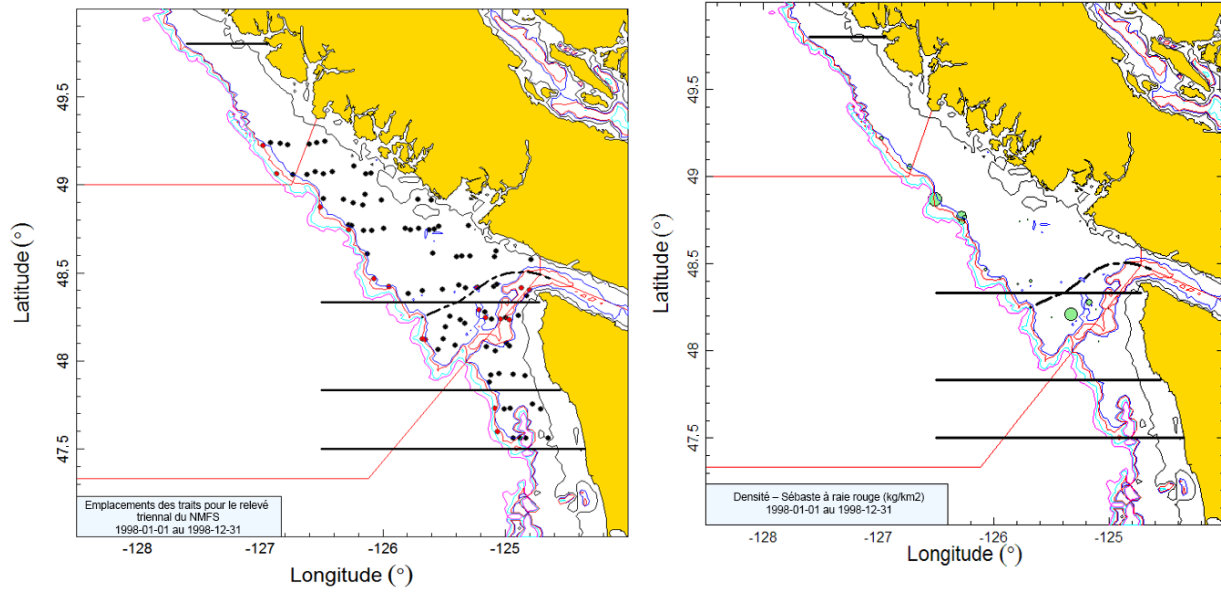 49.5
49
48.5
48
47.5
Latitude (°)
Emplacements des traits pour le relevé
triennal du NMFS
1998-01-01 au 1998-12-31
-128
-127
-126
-125
Longitude (°)
49.5
49
48.5
48
47.5
Latitude (°)
Densité – Sébaste à raie rouge (kg/km2)
1998-01-01 au 1998-12-31
-128
-127
-126
-125
Longitude (°)